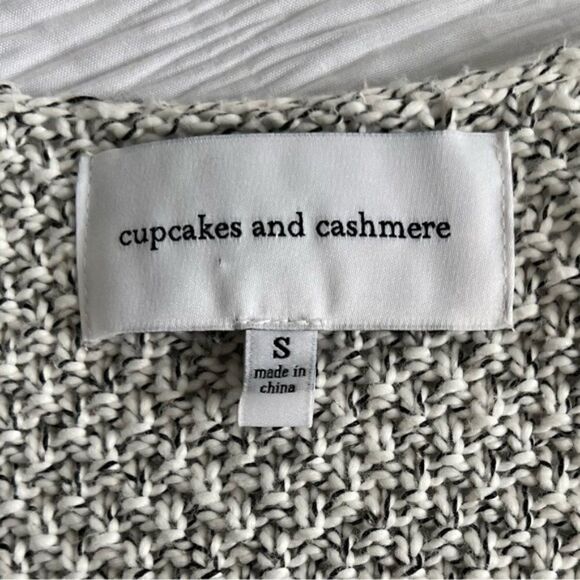 cupcakes and cashmere
S
made in
china